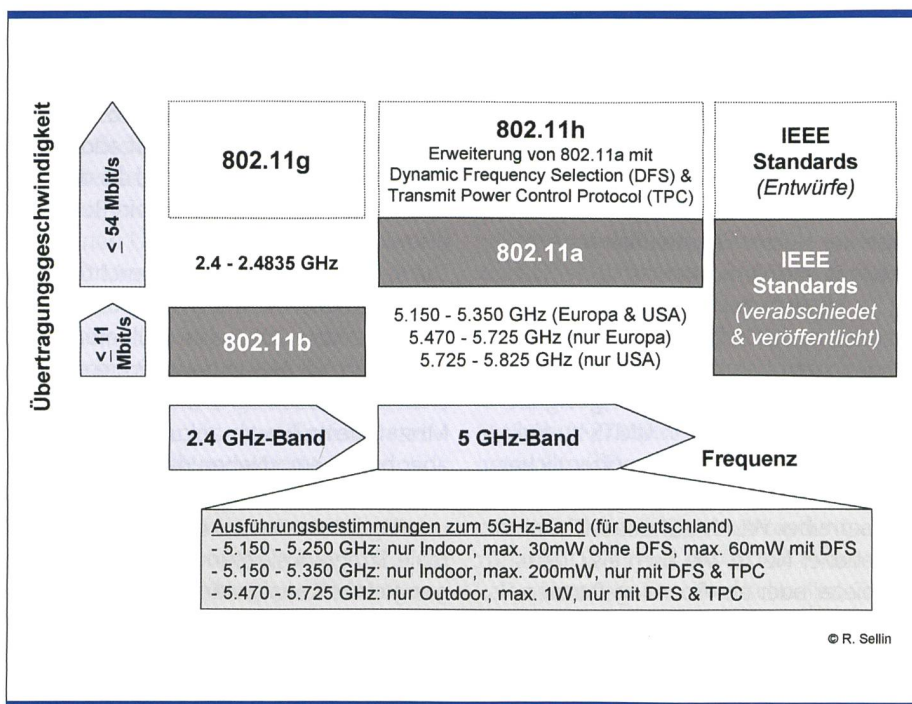 Übertragungsgeschwindigkeit
≤ 54 Mbit/s
≤ 11
Mbit/s
802.11g
2.4 - 2.4835 GHz
802.11b
802.11h
Erweiterung von 802.11a mit
Dynamic Frequency Selection (DFS) &
Transmit Power Control Protocol (TPC)
802.11a
5.150 - 5.350 GHz (Europa & USA)
5.470 - 5.725 GHz (nur Europa)
5.725 - 5.825 GHz (nur USA)
IEEE
Standards
(Entwürfe)
IEEE
Standards
(verabschiedet
& veröffentlicht)
2.4 GHz-Band
5 GHz-Band
Frequenz
Ausführungsbestimmungen zum 5GHz-Band (für Deutschland)
- 5.150 - 5.250 GHz: nur Indoor, max. 30mW ohne DFS, max. 60mW mit DFS
- 5.150 - 5.350 GHz: nur Indoor, max. 200mW, nur mit DFS & TPC
- 5.470 - 5.725 GHz: nur Outdoor, max. 1W, nur mit DFS & TPC
© R. Sellin